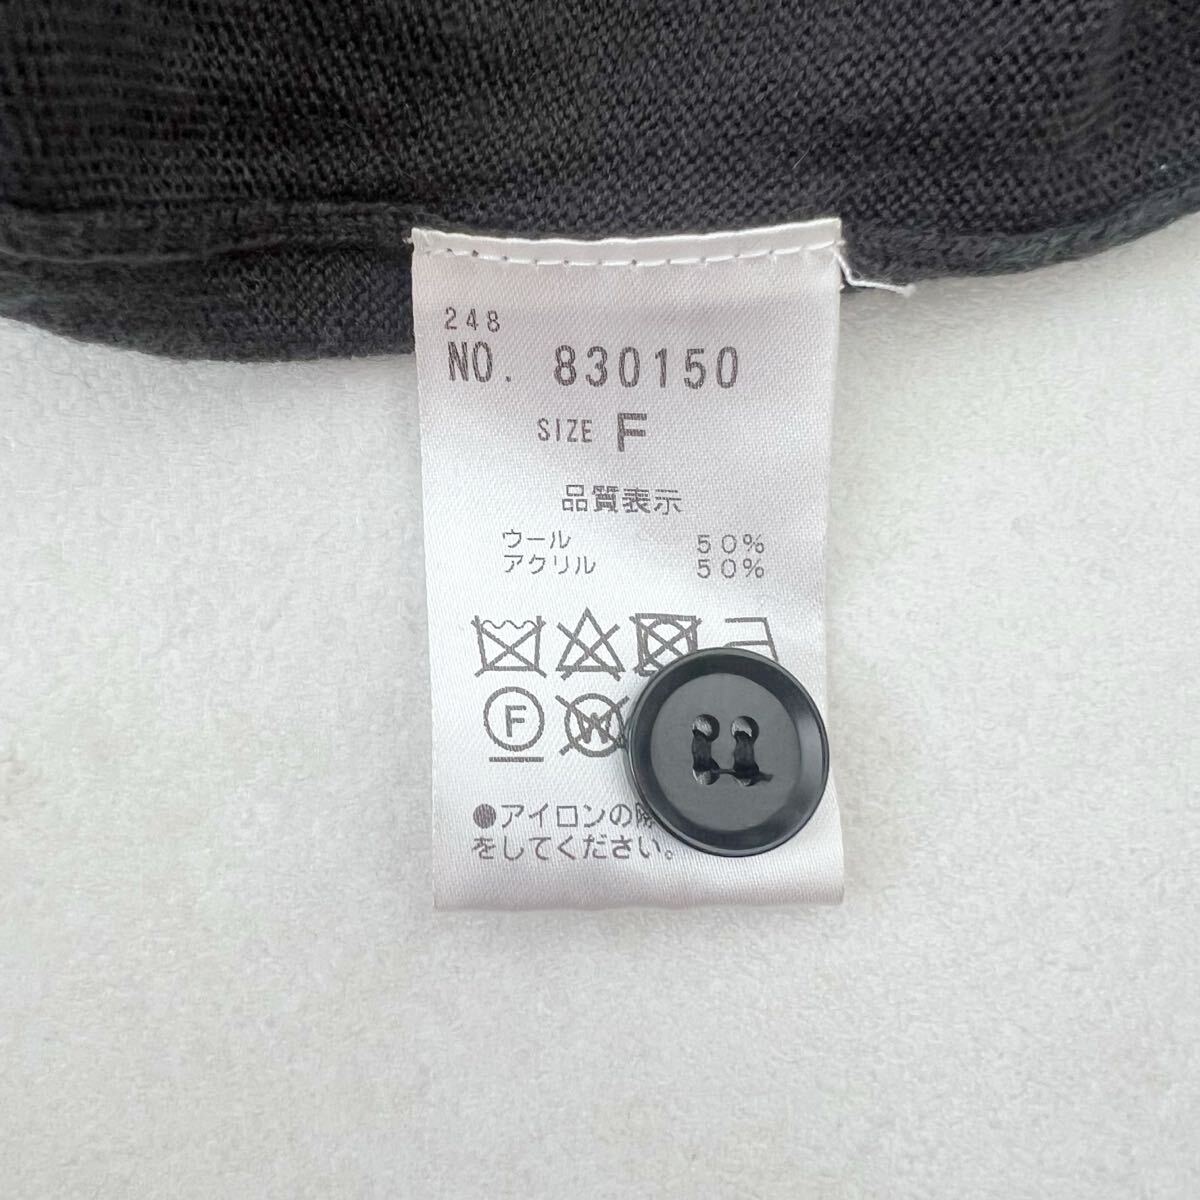 248
NO. 830150
SIZE F
品質表示
ウール 50%
アクリル 50%
F
W
●アイロンの
をしてください。